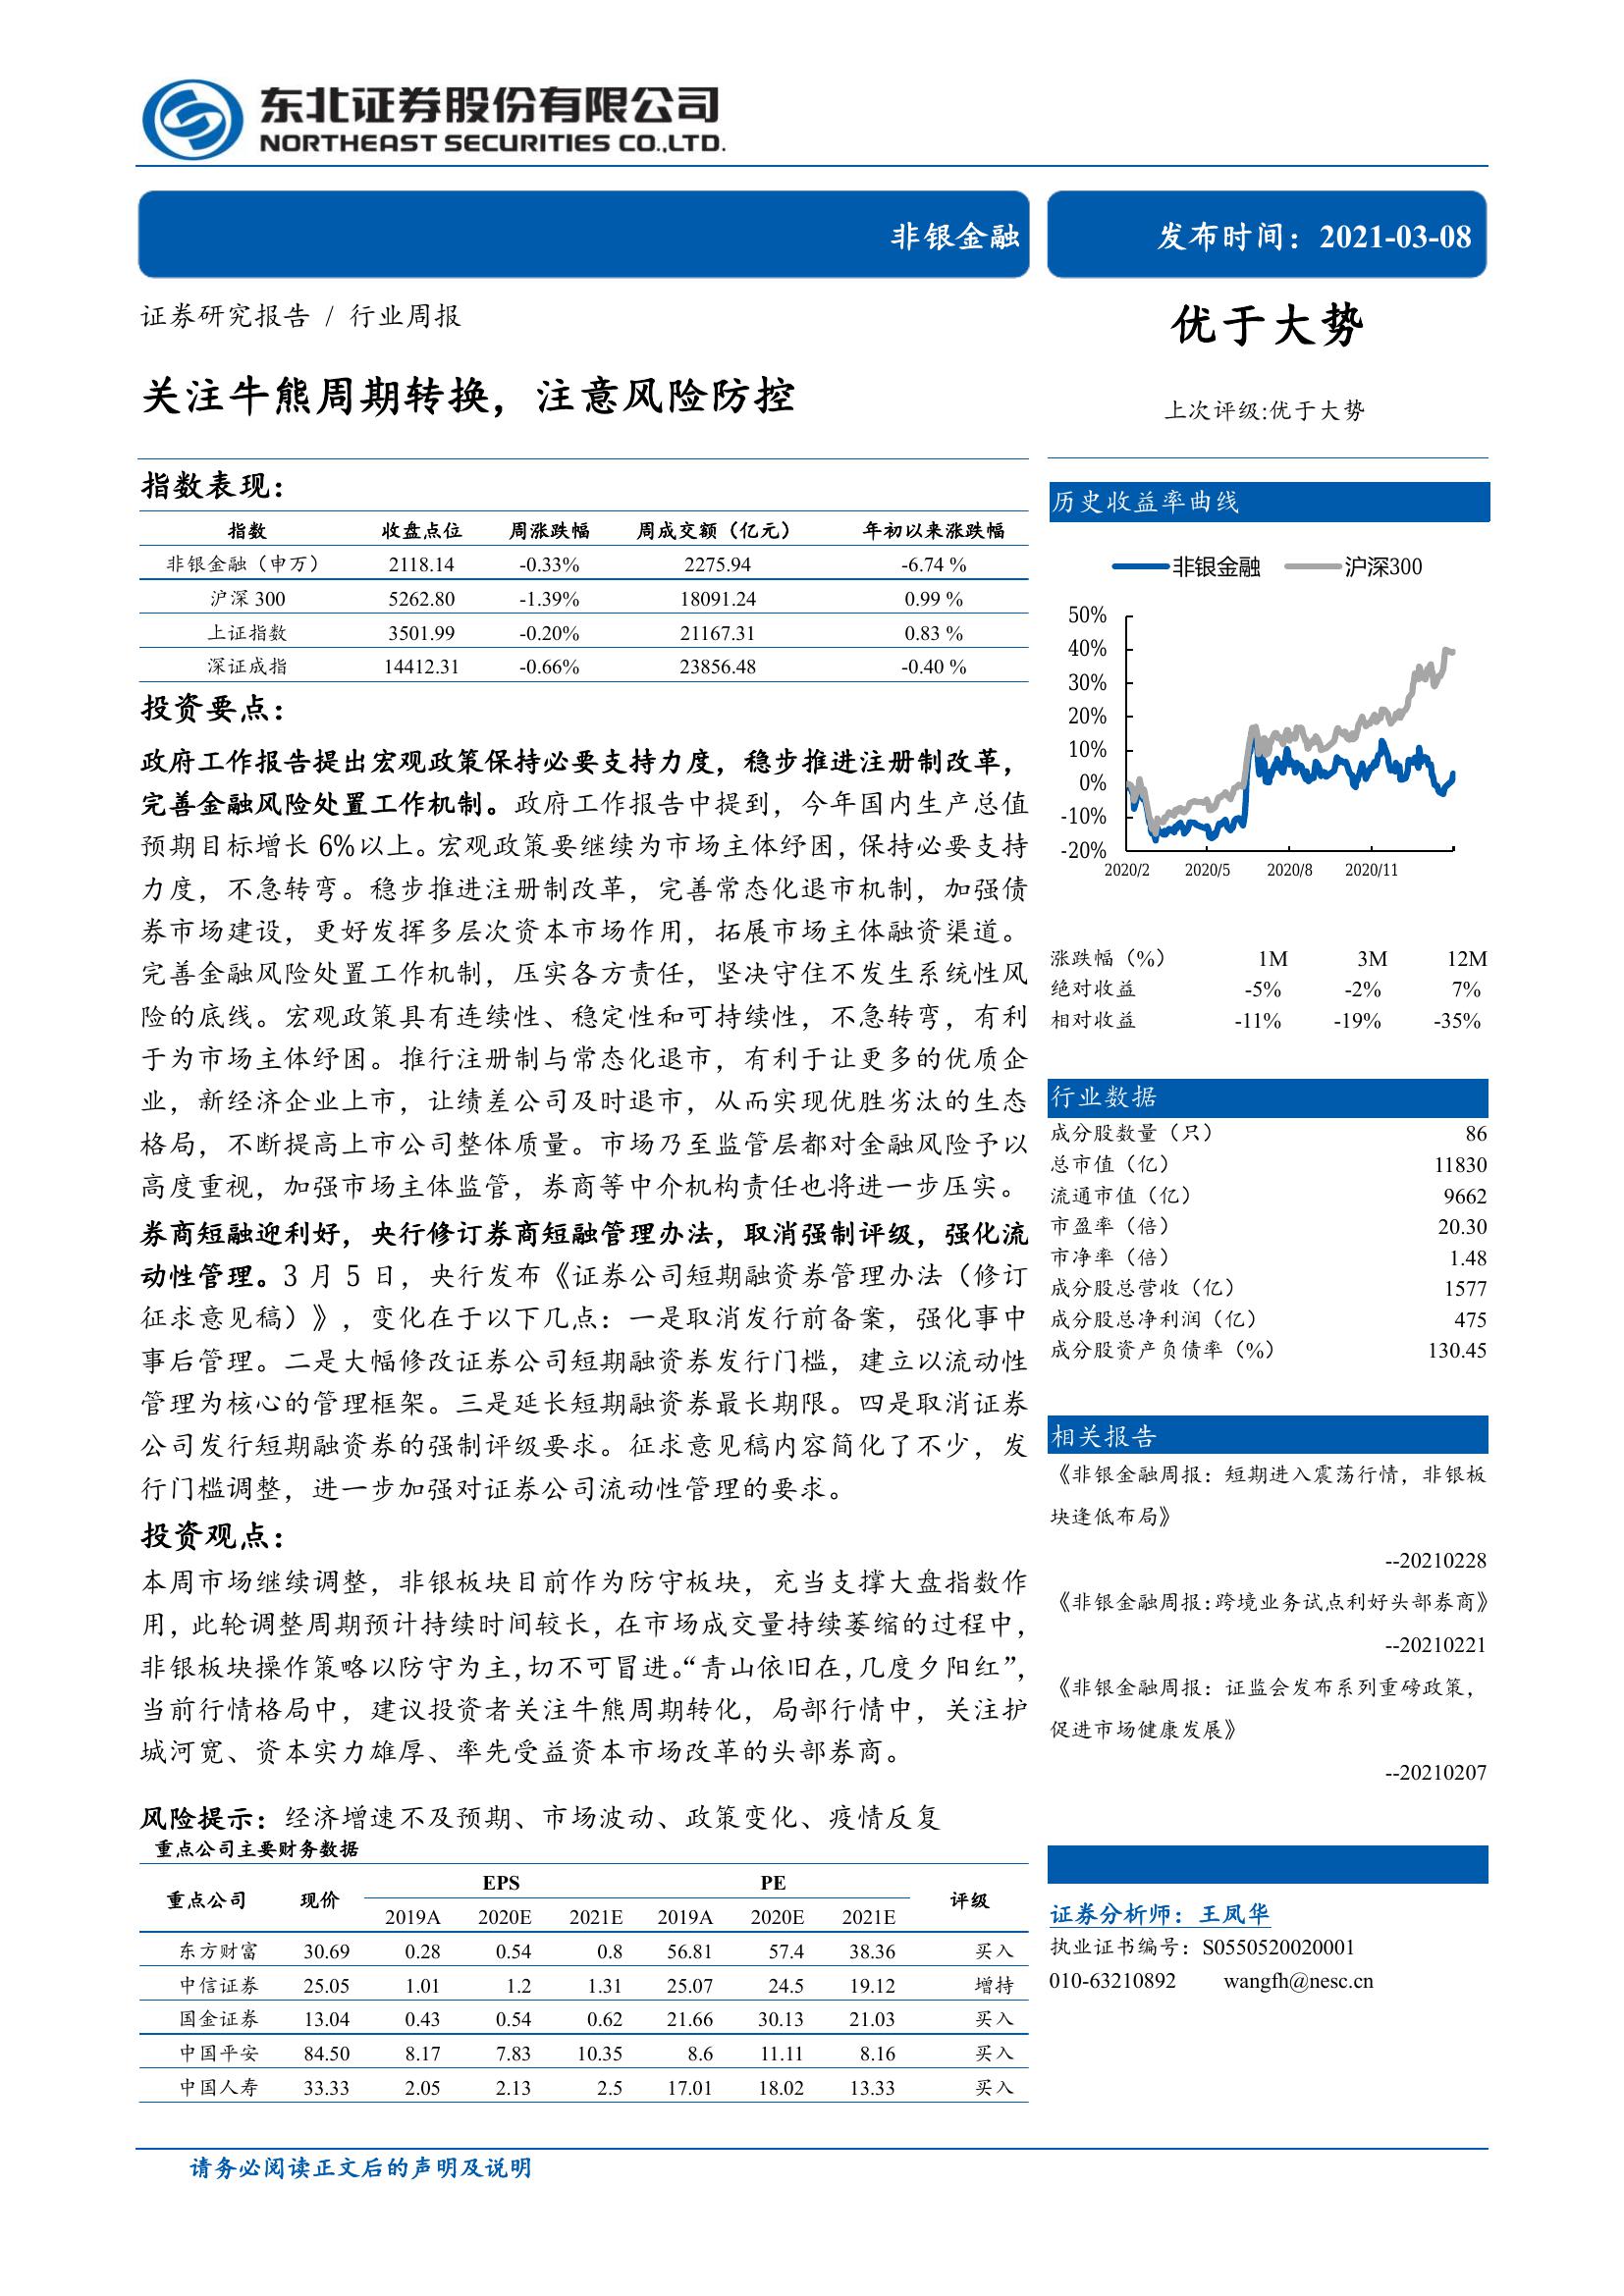 东北证券股份有限公司
NORTHEAST SECURITIES CO.,LTD.
非银金融
发布时间：2021-03-08
证券研究报告 / 行业周报
关注牛熊周期转换，注意风险防控
优于大势
上次评级:优于大势
指数表现：
指数 收盘点位 周涨跌幅 周成交额（亿元） 年初以来涨跌幅
非银金融（申万） 2118.14 -0.33% 2275.94 -6.74 %
沪深 300 5262.80 -1.39% 18091.24 0.99 %
上证指数 3501.99 -0.20% 21167.31 0.83 %
深证成指 14412.31 -0.66% 23856.48 -0.40 %
投资要点：
政府工作报告提出宏观政策保持必要支持力度，稳步推进注册制改革，
完善金融风险处置工作机制。政府工作报告中提到，今年国内生产总值
预期目标增长 6%以上。宏观政策要继续为市场主体纾困，保持必要支持
力度，不急转弯。稳步推进注册制改革，完善常态化退市机制，加强债
券市场建设，更好发挥多层次资本市场作用，拓展市场主体融资渠道。
完善金融风险处置工作机制，压实各方责任，坚决守住不发生系统性风
险的底线。宏观政策具有连续性、稳定性和可持续性，不急转弯，有利
于为市场主体纾困。推行注册制与常态化退市，有利于让更多的优质企
业，新经济企业上市，让绩差公司及时退市，从而实现优胜劣汰的生态
格局，不断提高上市公司整体质量。市场乃至监管层都对金融风险予以
高度重视，加强市场主体监管，券商等中介机构责任也将进一步压实。
券商短融迎利好，央行修订券商短融管理办法，取消强制评级，强化流
动性管理。3 月 5 日，央行发布《证券公司短期融资券管理办法（修订
征求意见稿）》，变化在于以下几点：一是取消发行前备案，强化事中
事后管理。二是大幅修改证券公司短期融资券发行门槛，建立以流动性
管理为核心的管理框架。三是延长短期融资券最长期限。四是取消证券
公司发行短期融资券的强制评级要求。征求意见稿内容简化了不少，发
行门槛调整，进一步加强对证券公司流动性管理的要求。
投资观点：
本周市场继续调整，非银板块目前作为防守板块，充当支撑大盘指数作
用，此轮调整周期预计持续时间较长，在市场成交量持续萎缩的过程中，
非银板块操作策略以防守为主,切不可冒进。“青山依旧在,几度夕阳红”，
当前行情格局中，建议投资者关注牛熊周期转化，局部行情中，关注护
城河宽、资本实力雄厚、率先受益资本市场改革的头部券商。
风险提示：经济增速不及预期、市场波动、政策变化、疫情反复
重点公司主要财务数据
重点公司 现价 EPS PE 评级
2019A 2020E 2021E 2019A 2020E 2021E
东方财富 30.69 0.28 0.54 0.8 56.81 57.4 38.36 买入
中信证券 25.05 1.01 1.2 1.31 25.07 24.5 19.12 增持
国金证券 13.04 0.43 0.54 0.62 21.66 30.13 21.03 买入
中国平安 84.50 8.17 7.83 10.35 8.6 11.11 8.16 买入
中国人寿 33.33 2.05 2.13 2.5 17.01 18.02 13.33 买入
历史收益率曲线
非银金融 沪深300
50%
40%
30%
20%
10%
0%
-10%
-20%
2020/2 2020/5 2020/8 2020/11
涨跌幅（%） 1M 3M 12M
绝对收益 -5% -2% 7%
相对收益 -11% -19% -35%
行业数据
成分股数量（只） 86
总市值（亿） 11830
流通市值（亿） 9662
市盈率（倍） 20.30
市净率（倍） 1.48
成分股总营收（亿） 1577
成分股总净利润（亿） 475
成分股资产负债率（%） 130.45
相关报告
《非银金融周报：短期进入震荡行情，非银板
块逢低布局》
--20210228
《非银金融周报：跨境业务试点利好头部券商》
--20210221
《非银金融周报：证监会发布系列重磅政策，
促进市场健康发展》
--20210207
证券分析师：王凤华
执业证书编号：S0550520020001
010-63210892 wangfh@nesc.cn
请务必阅读正文后的声明及说明